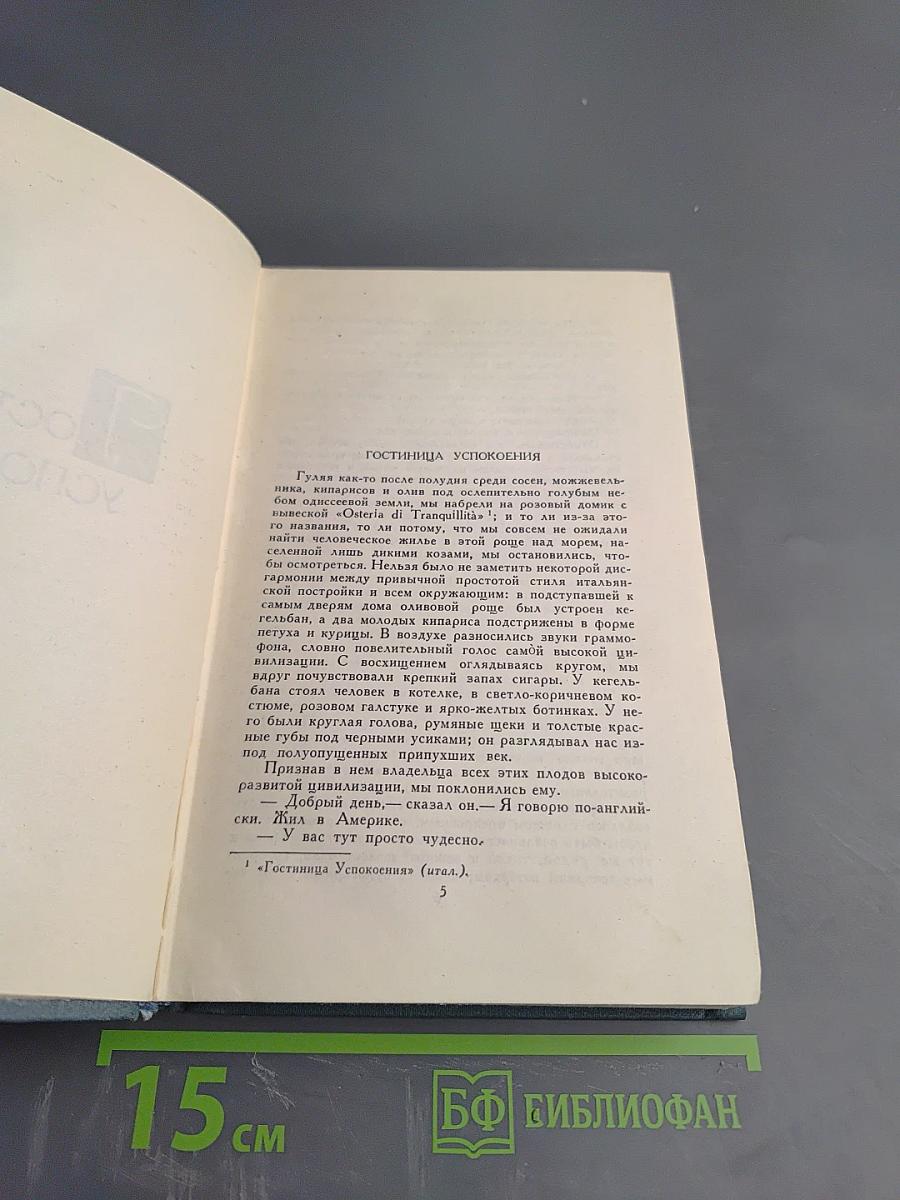 ГОСТИНИЦА УСПОКОЕНИЯ
Гуляя как-то после полудня среди сосен, можжевель-
ника, кипарисов и олив под ослепительно голубым не-
бом одиссеевой земли, мы набрели на розовый домик с
вывеской «Osteria di Tranquillità» ¹; и то ли из-за это-
го названия, то ли потому, что мы совсем не ожидали
найти человеческое жилье в этой роще над морем, на-
селенной лишь дикими козами, мы остановились, что-
бы осмотреться. Нельзя было не заметить некоторой дис-
гармонии между привычной простотой стиля итальян-
ской постройки и всем окружающим: в подступавшей к
самым дверям дома оливовой роще был устроен ке-
гельбан, а два молодых кипариса подстрижены в форме
петуха и курицы. В воздухе разносились звуки граммо-
фона, словно повелительный голос само́й высокой ци-
вилизации. С восхищением оглядываясь кругом, мы
вдруг почувствовали крепкий запах сигары. У кегель-
бана стоял человек в котелке, в светло-коричневом ко-
стюме, розовом галстуке и ярко-желтых ботинках. У не-
го были круглая голова, румяные щеки и толстые крас-
ные губы под черными усиками; он разглядывал нас из-
под полуопущенных припухших век.
Признав в нем владельца всех этих плодов высоко-
развитой цивилизации, мы поклонились ему.
— Добрый день,— сказал он.— Я говорю по-англий-
ски. Жил в Америке.
— У вас тут просто чудесно.
¹ «Гостиница Успокоения» (итал.).
5
15 см
БФ БИБЛИОФАН